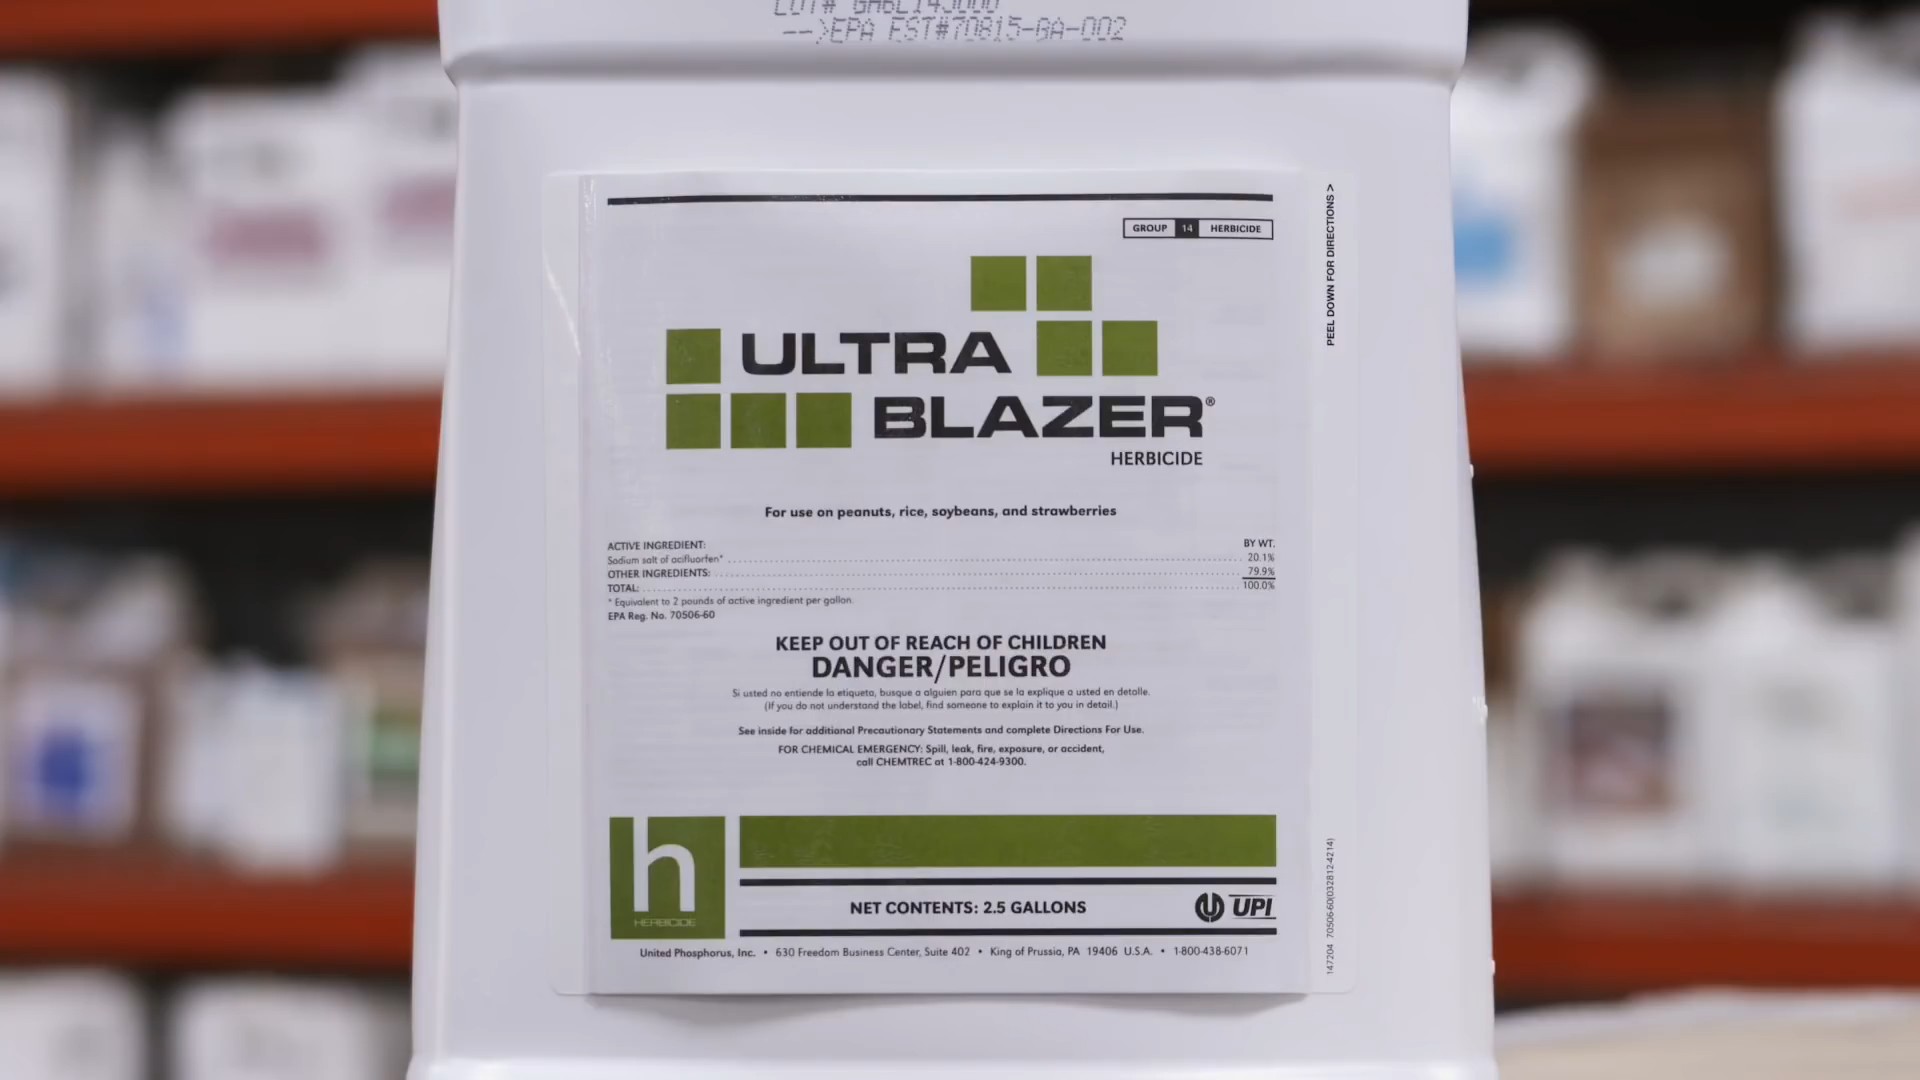 -->EPA EST#70815-GA-002
GROUP 14 HERBICIDE
ULTRA
BLAZER®
HERBICIDE
For use on peanuts, rice, soybeans, and strawberries
ACTIVE INGREDIENT: BY WT.
Sodium salt of acifluorfen* 20.1%
OTHER INGREDIENTS: 79.9%
TOTAL: 100.0%
* Equivalent to 2 pounds of active ingredient per gallon.
EPA Reg. No. 70506-60
KEEP OUT OF REACH OF CHILDREN
DANGER/PELIGRO
Si usted no entiende la etiqueta, busque a alguien para que se la explique a usted en detalle.
(If you do not understand the label, find someone to explain it to you in detail.)
See inside for additional Precautionary Statements and complete Directions For Use.
FOR CHEMICAL EMERGENCY: Spill, leak, fire, exposure, or accident,
call CHEMTREC at 1-800-424-9300.
h
HERBICIDE
NET CONTENTS: 2.5 GALLONS
UPI
United Phosphorus, Inc. • 630 Freedom Business Center, Suite 402 • King of Prussia, PA 19406 U.S.A. • 1-800-438-6071
PEEL DOWN FOR DIRECTIONS >
147204 70506-60(032812-4214)